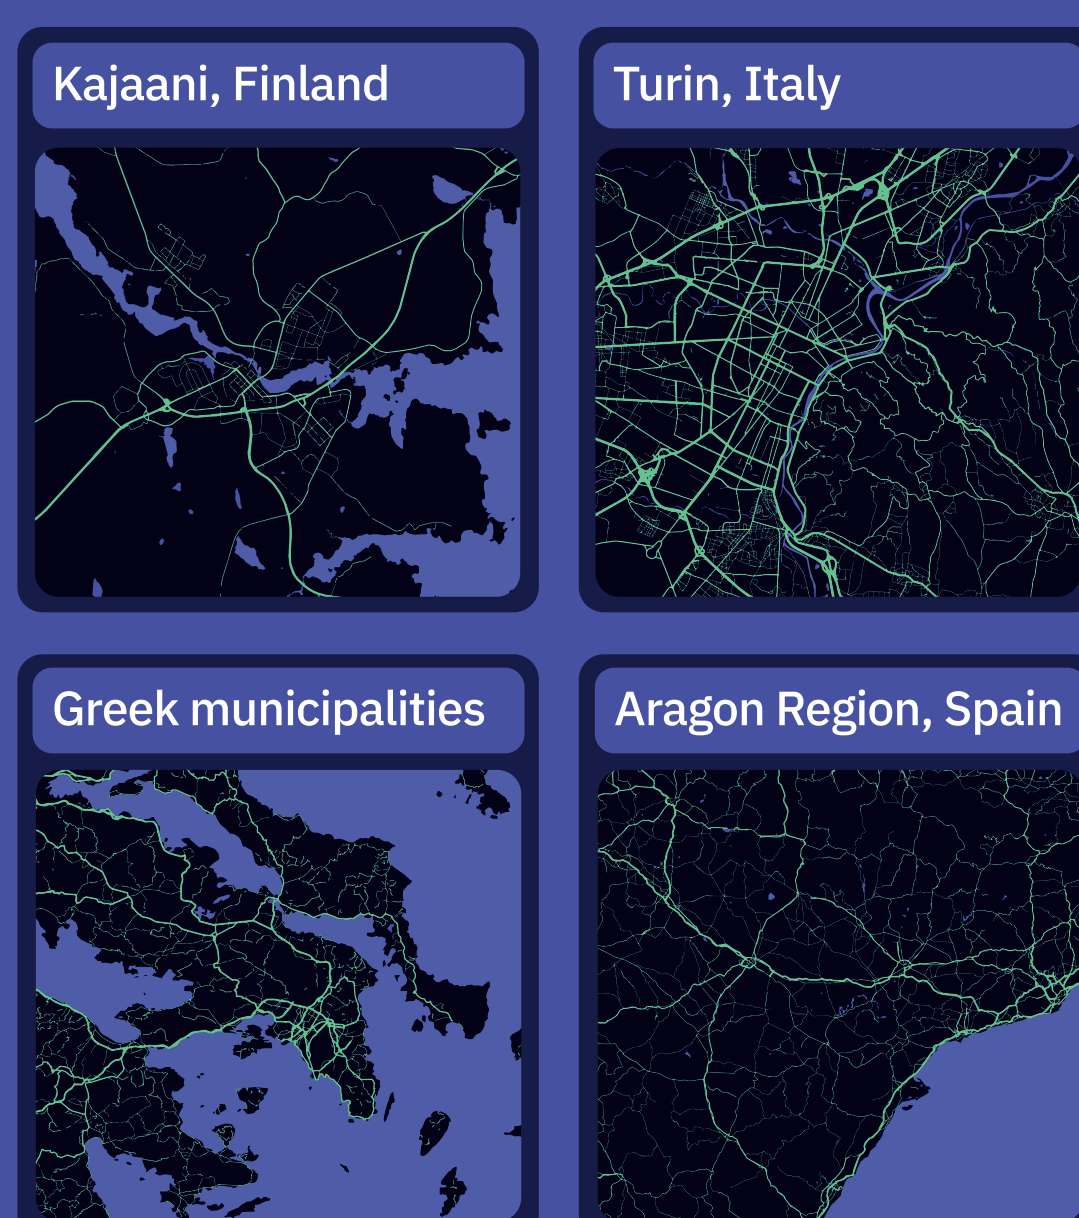 Kajaani, Finland
Turin, Italy
Greek municipalities
Aragon Region, Spain